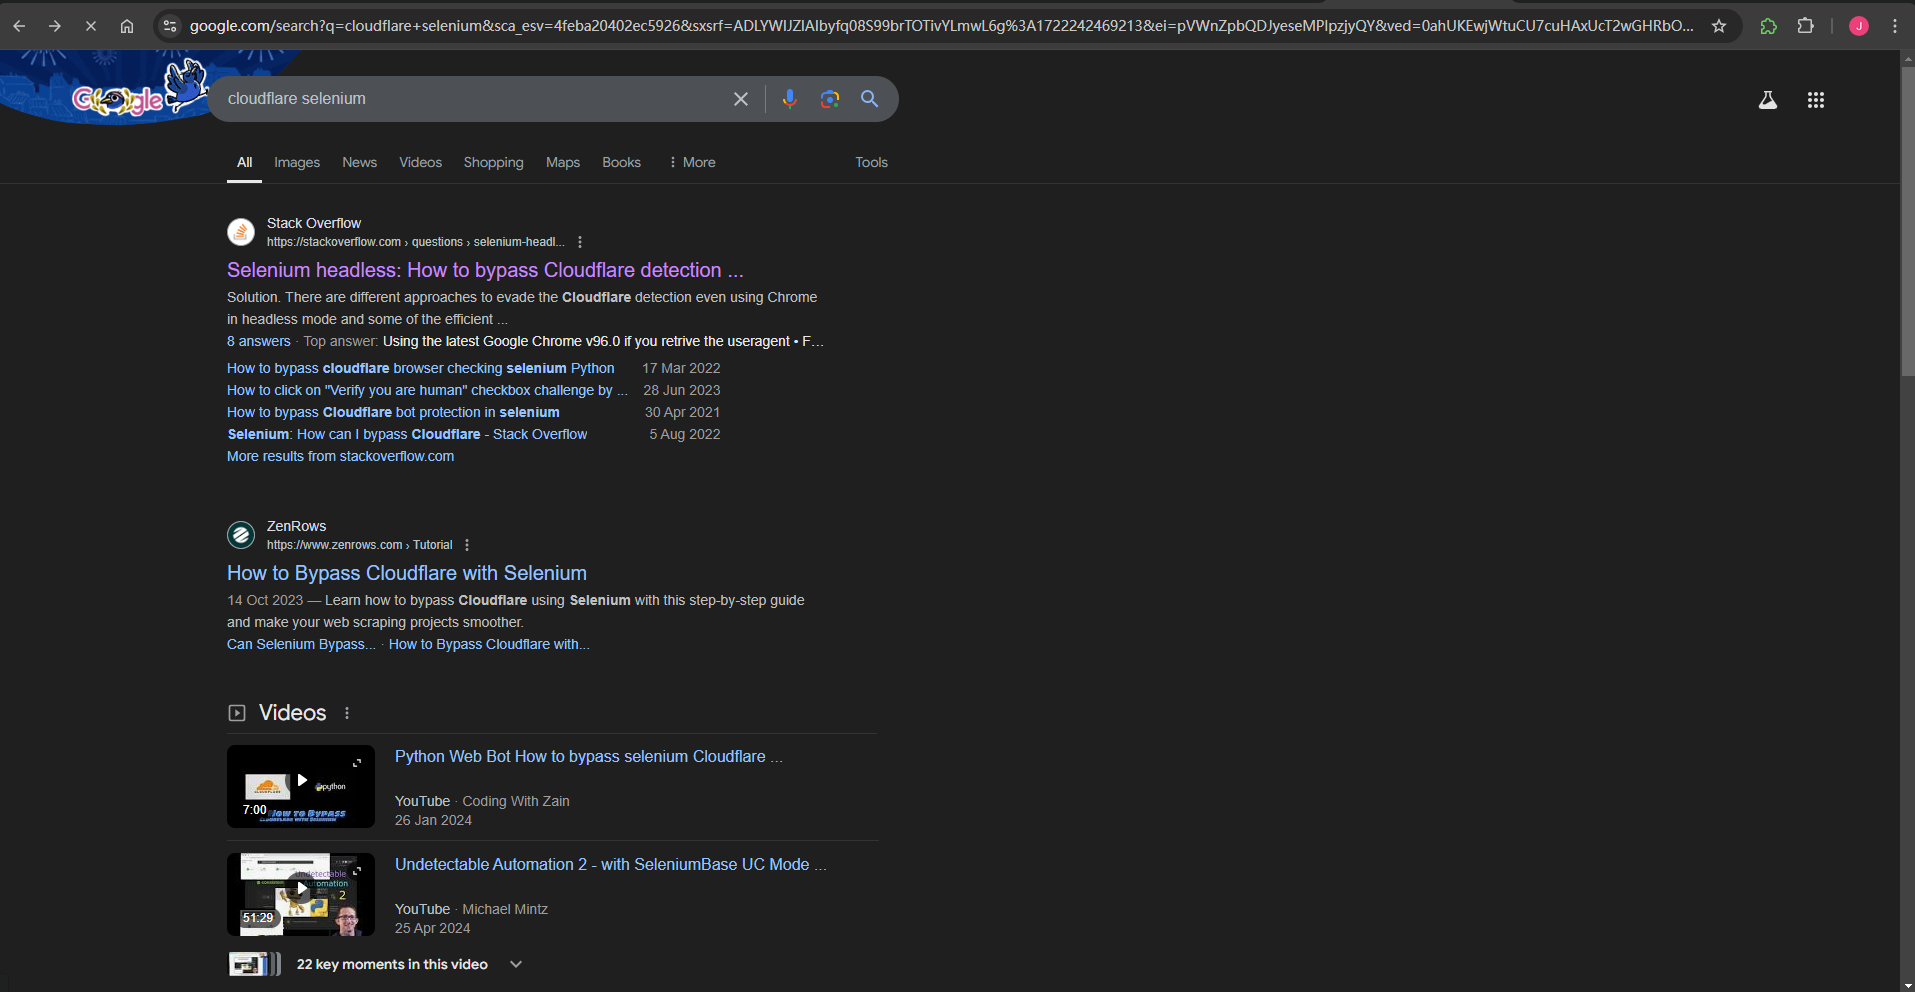 google.com/search?q=cloudflare+selenium&sca_esv=4feba20402ec5926&sxsrf=ADLYWIJZlAlbyfq08S99brTOTivYLmwL6g%3A1722242469213&ei=pVWnZpbQDJyeseMPlpzjyQY&ved=0ahUKEwjWtuCU7cuHAxUcT2wGHRbO...
J
Google
cloudflare selenium
All Images News Videos Shopping Maps Books More Tools
Stack Overflow
https://stackoverflow.com › questions › selenium-headl...
Selenium headless: How to bypass Cloudflare detection ...
Solution. There are different approaches to evade the Cloudflare detection even using Chrome
in headless mode and some of the efficient ...
8 answers · Top answer: Using the latest Google Chrome v96.0 if you retrive the useragent • F...
How to bypass cloudflare browser checking selenium Python 17 Mar 2022
How to click on "Verify you are human" checkbox challenge by ... 28 Jun 2023
How to bypass Cloudflare bot protection in selenium 30 Apr 2021
Selenium: How can I bypass Cloudflare - Stack Overflow 5 Aug 2022
More results from stackoverflow.com
ZenRows
https://www.zenrows.com › Tutorial
How to Bypass Cloudflare with Selenium
14 Oct 2023 — Learn how to bypass Cloudflare using Selenium with this step-by-step guide
and make your web scraping projects smoother.
Can Selenium Bypass... · How to Bypass Cloudflare with...
Videos
Python Web Bot How to bypass selenium Cloudflare ...
CLOUDFLARE
python
7:00
How to Bypass
Cloudflare with Selenium
YouTube · Coding With Zain
26 Jan 2024
Undetectable Automation 2 - with SeleniumBase UC Mode ...
Undetectable
Automation
2
51:29
YouTube · Michael Mintz
25 Apr 2024
22 key moments in this video